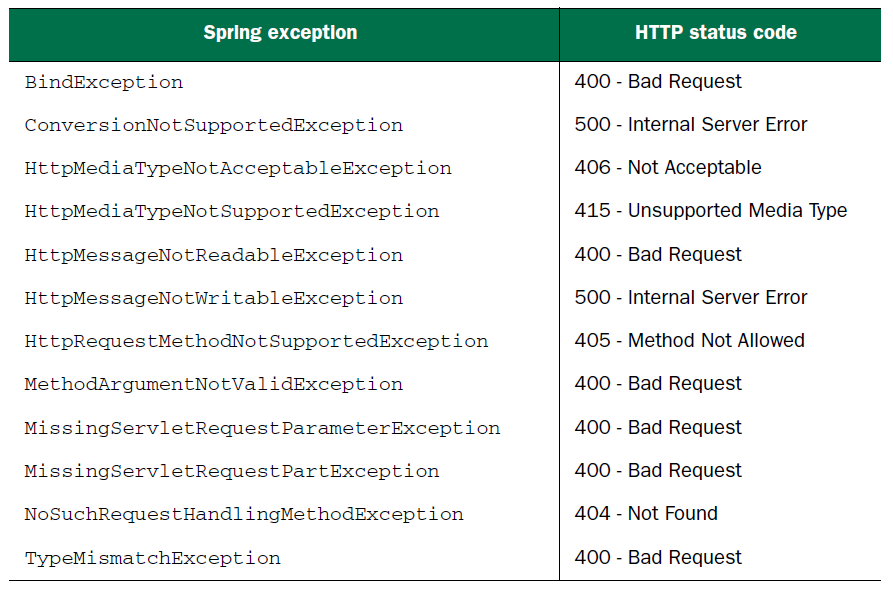 Spring exception HTTP status code
BindException 400 - Bad Request
ConversionNotSupportedException 500 - Internal Server Error
HttpMediaTypeNotAcceptableException 406 - Not Acceptable
HttpMediaTypeNotSupportedException 415 - Unsupported Media Type
HttpMessageNotReadableException 400 - Bad Request
HttpMessageNotWritableException 500 - Internal Server Error
HttpRequestMethodNotSupportedException 405 - Method Not Allowed
MethodArgumentNotValidException 400 - Bad Request
MissingServletRequestParameterException 400 - Bad Request
MissingServletRequestPartException 400 - Bad Request
NoSuchRequestHandlingMethodException 404 - Not Found
TypeMismatchException 400 - Bad Request